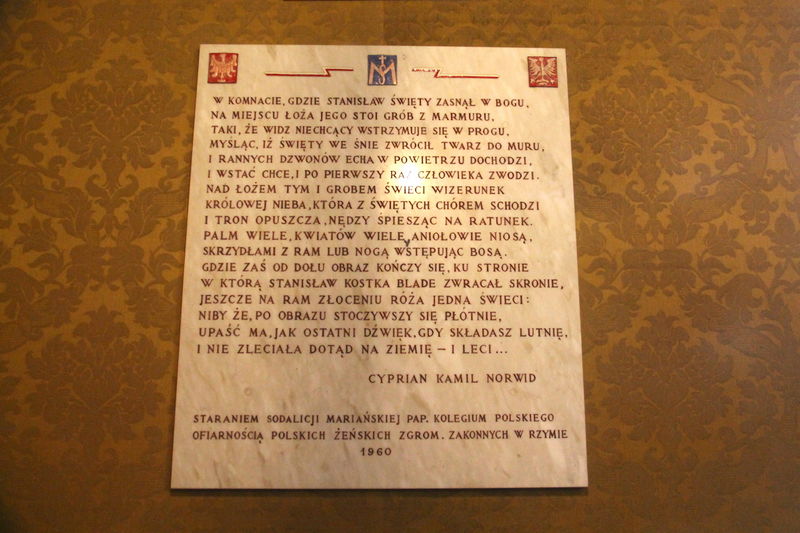 W KOMNACIE, GDZIE STANISŁAW ŚWIĘTY ZASNĄŁ W BOGU,
NA MIEJSCU ŁOŻA JEGO STOI GRÓB Z MARMURU,
TAKI, ŻE WIDZ NIECHCĄCY WSTRZYMUJE SIĘ W PROGU,
MYŚLĄC, IŻ ŚWIĘTY WE ŚNIE ZWRÓCIŁ TWARZ DO MURU,
I RANNYCH DZWONÓW ECHA W POWIETRZU DOCHODZI,
I WSTAĆ CHCE, I PO PIERWSZY RAZ CZŁOWIEKA ZWODZI.
NAD ŁOŻEM TYM I GROBEM ŚWIECI WIZERUNEK
KRÓLOWEJ NIEBA, KTÓRA Z ŚWIĘTYCH CHÓREM SCHODZI
I TRON OPUSZCZA, NĘDZY ŚPIESZĄC NA RATUNEK.
PALM WIELE, KWIATÓW WIELE ANIOŁOWIE NIOSĄ,
SKRZYDŁAMI Z RAM LUB NOGĄ WSTĘPUJĄC BOSĄ.
GDZIE ZAŚ OD DOŁU OBRAZ KOŃCZY SIĘ, KU STRONIE
W KTÓRĄ STANISŁAW KOSTKA BLADE ZWRACAŁ SKRONIE,
JESZCZE NA RAM ZŁOCENIU RÓŻA JEDNA ŚWIECI:
NIBY ŻE, PO OBRAZU STOCZYWSZY SIĘ PŁÓTNIE,
UPAŚĆ MA, JAK OSTATNI DŹWIĘK, GDY SKŁADASZ LUTNIĘ,
I NIE ZLECIAŁA DOTĄD NA ZIEMIĘ — I LECI...
CYPRIAN KAMIL NORWID
STARANIEM SODALICJI MARIAŃSKIEJ PAP. KOLEGIUM POLSKIEGO
OFIARNOŚCIĄ POLSKICH ŻEŃSKICH ZGROM. ZAKONNYCH W RZYMIE
1960